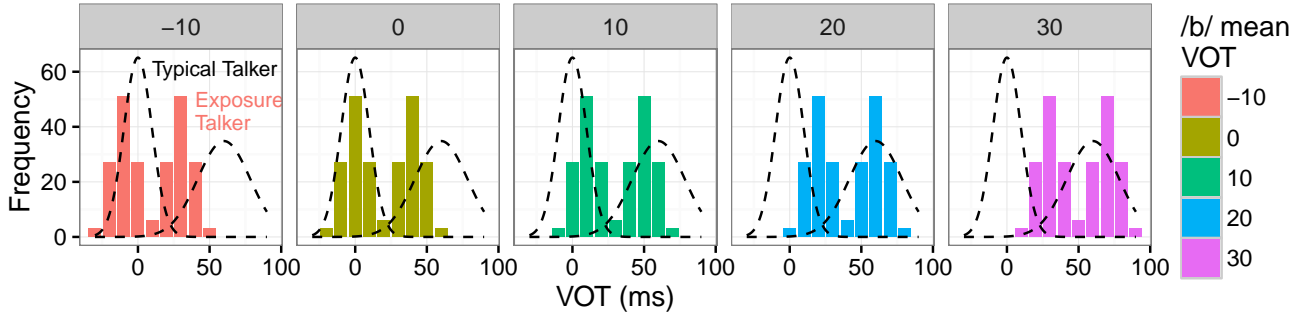 −10 0 10 20 30
Typical Talker
Exposure
Talker
Frequency
60
40
20
0
0 50 100 0 50 100 0 50 100 0 50 100 0 50 100
VOT (ms)
/b/ mean
VOT
−10
0
10
20
30